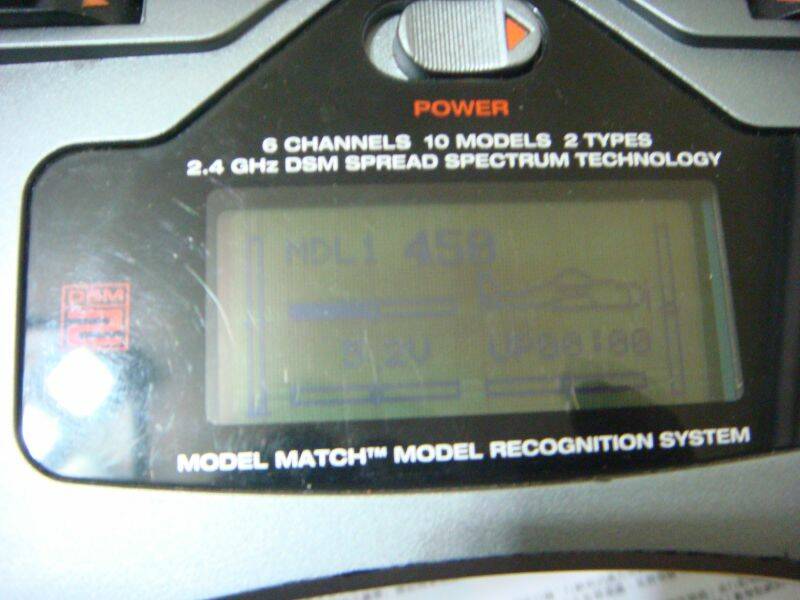 POWER
6 CHANNELS 10 MODELS 2 TYPES
2.4 GHz DSM SPREAD SPECTRUM TECHNOLOGY
MDL1 450
DSM
2V
UP00:00
MODEL MATCH™ MODEL RECOGNITION SYSTEM